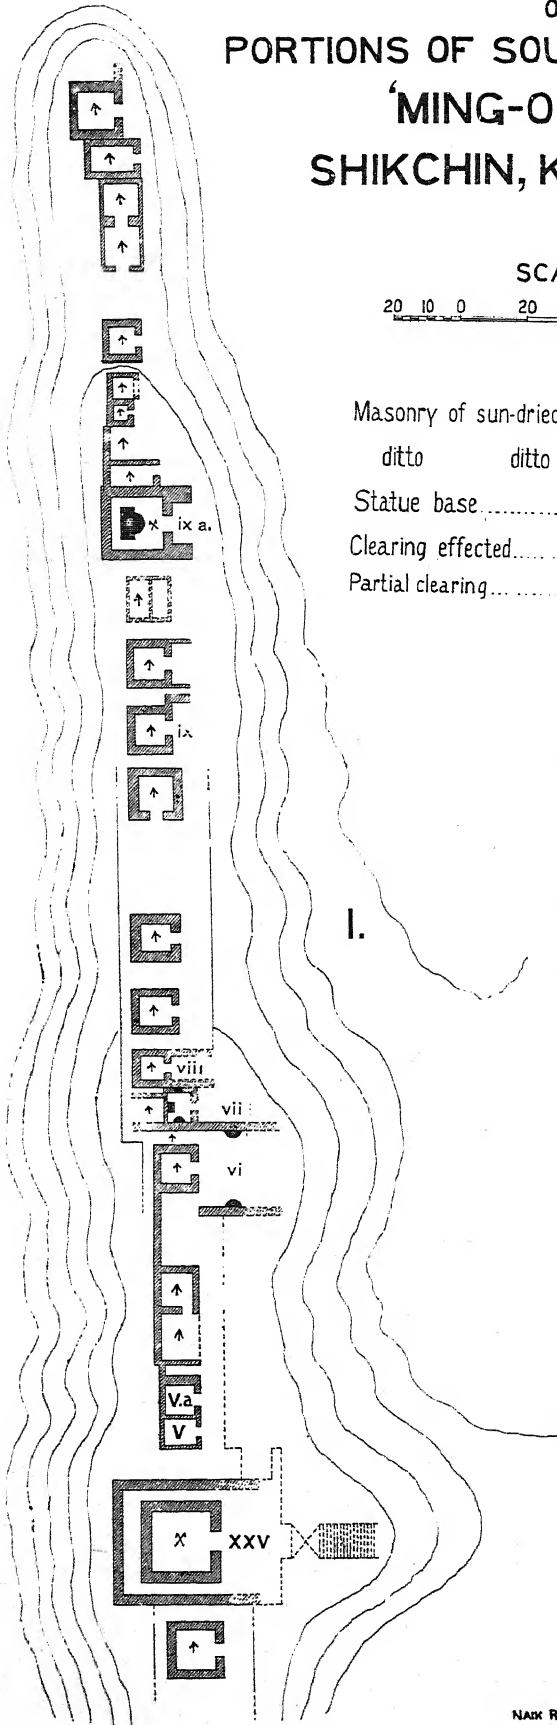 O
PORTIONS OF SOU
'MING-O
SHIKCHIN, K
SCA
20 10 0 20
Masonry of sun-dried
ditto ditto
Statue base..........
Clearing effected.....
Partial clearing.......
ix a.
ix
I.
viii
vii
vi
V.a
V
XXV
NAIK R